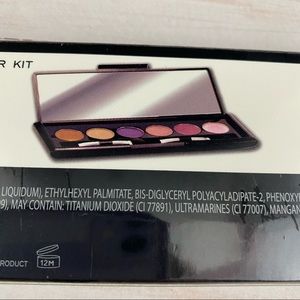 R KIT
LIQUIDUM), ETHYLHEXYL PALMITATE, BIS-DIGLYCERYL POLYACYLADIPATE-2, PHENOXY
9), MAY CONTAIN: TITANIUM DIOXIDE (CI 77891), ULTRAMARINES (CI 77007), MANGAN
PRODUCT 12M